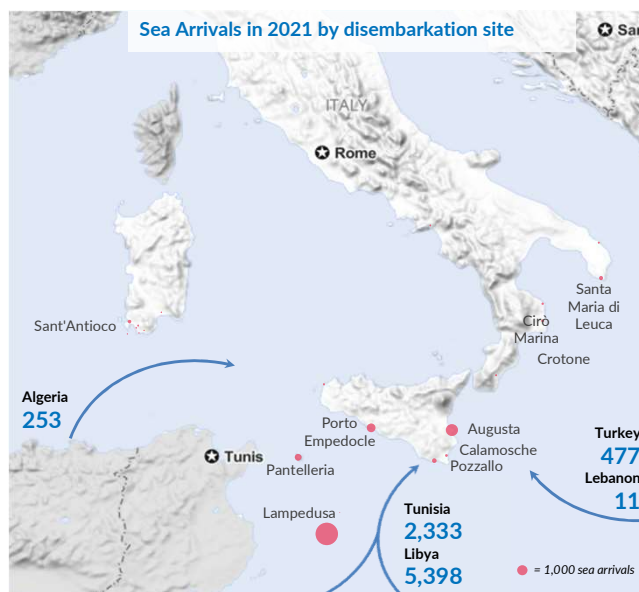 Sea Arrivals in 2021 by disembarkation site
ITALY
Rome
Sant'Antioco
Santa
Maria di
Leuca
Cirò
Marina
Crotone
Algeria
253
Porto
Empedocle
Augusta
Calamosche
Pozzallo
Tunis
Pantelleria
Turkey
477
Lebanon
11
Lampedusa
Tunisia
2,333
Libya
5,398
= 1,000 sea arrivals